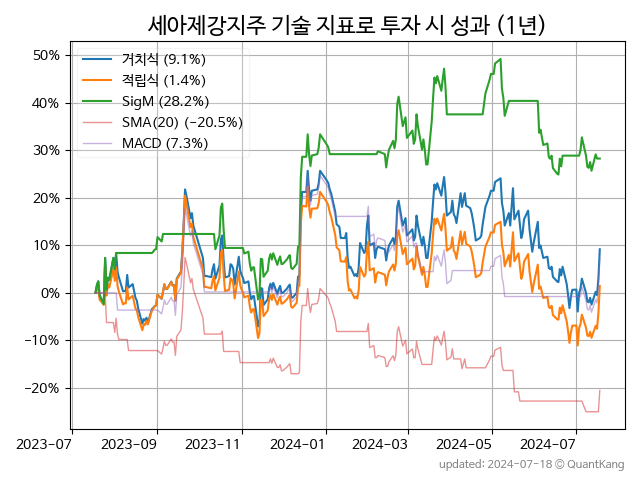 세아제강지주 기술 지표로 투자 시 성과 (1년)
50%
40%
30%
20%
10%
0%
−10%
−20%
거치식 (9.1%)
적립식 (1.4%)
SigM (28.2%)
SMA(20) (−20.5%)
MACD (7.3%)
2023-07
2023-09
2023-11
2024-01
2024-03
2024-05
2024-07
updated: 2024-07-18 © QuantKang